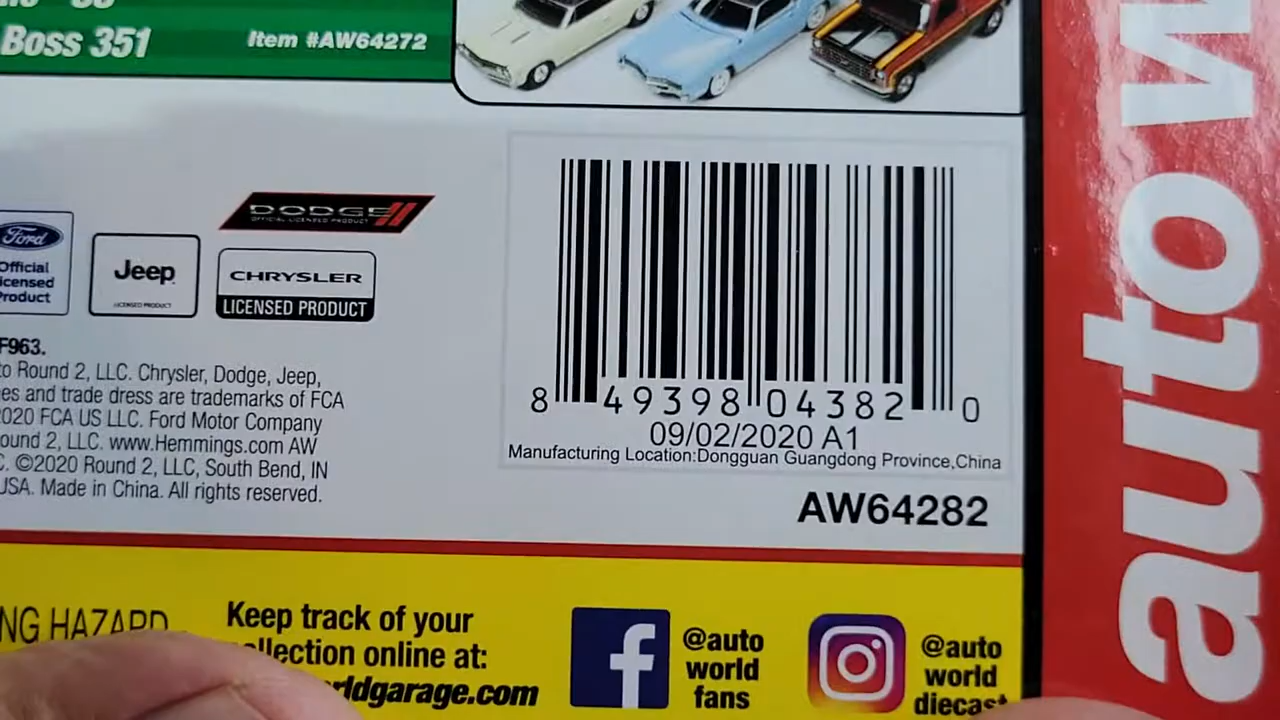 Boss 351
Item #AW64272
DODGE
OFFICIAL LICENSED PRODUCT
Ford
Official
Licensed
Product
Jeep
LICENSED PRODUCT
CHRYSLER
LICENSED PRODUCT
F963.
to Round 2, LLC. Chrysler, Dodge, Jeep,
es and trade dress are trademarks of FCA
2020 FCA US LLC. Ford Motor Company
ound 2, LLC. www.Hemmings.com AW
C. ©2020 Round 2, LLC, South Bend, IN
USA. Made in China. All rights reserved.
8 49398 04382 0
09/02/2020 A1
Manufacturing Location:Dongguan Guangdong Province,China
AW64282
NG HAZARD
Keep track of your
ollection online at:
rldgarage.com
@auto
world
fans
@auto
world
diecast
auto w